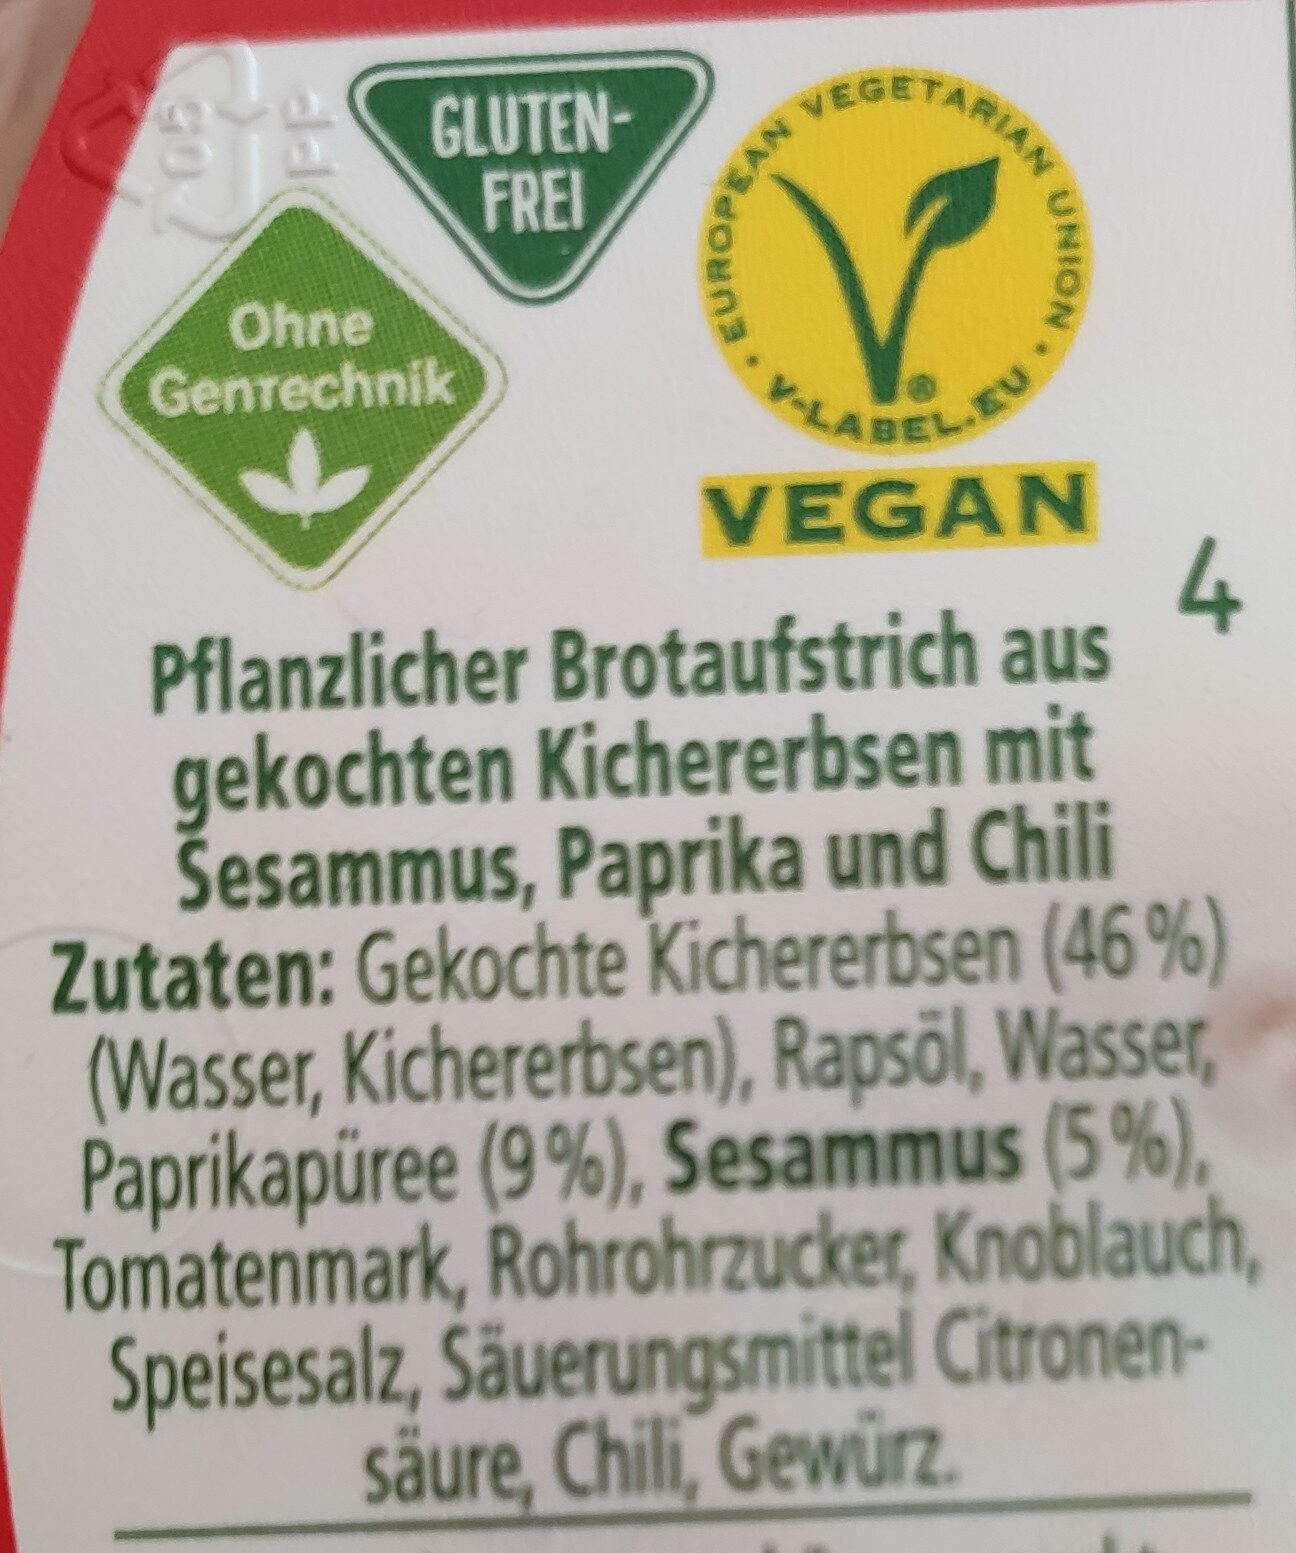 05
PP
GLUTEN-
FREI
EUROPEAN VEGETARIAN UNION
V-LABEL.EU
®
VEGAN
Ohne
Gentechnik
4
Pflanzlicher Brotaufstrich aus
gekochten Kichererbsen mit
Sesammus, Paprika und Chili
Zutaten: Gekochte Kichererbsen (46 %)
(Wasser, Kichererbsen), Rapsöl, Wasser,
Paprikapüree (9 %), Sesammus (5 %),
Tomatenmark, Rohrohrzucker, Knoblauch,
Speisesalz, Säuerungsmittel Citronen-
säure, Chili, Gewürz.